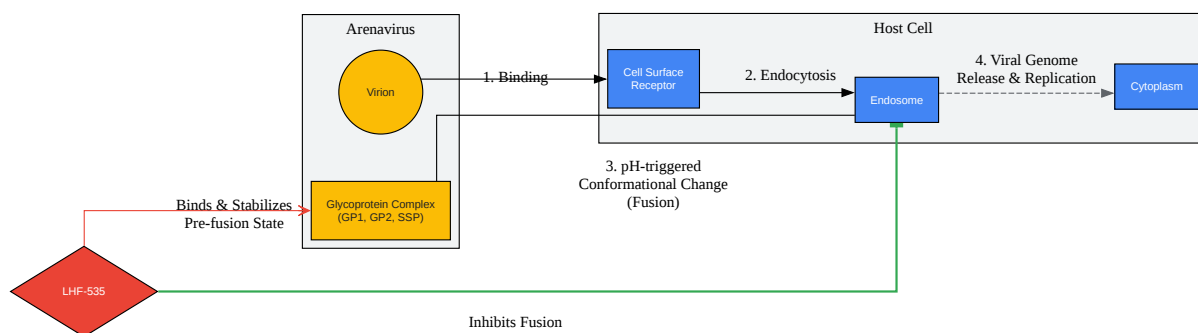 Arenavirus
Host Cell
Virion
1. Binding
Cell Surface
Receptor
2. Endocytosis
Endosome
4. Viral Genome
Release & Replication
Cytoplasm
3. pH-triggered
Conformational Change
(Fusion)
Binds & Stabilizes
Pre-fusion State
Glycoprotein Complex
(GP1, GP2, SSP)
LHF-535
Inhibits Fusion